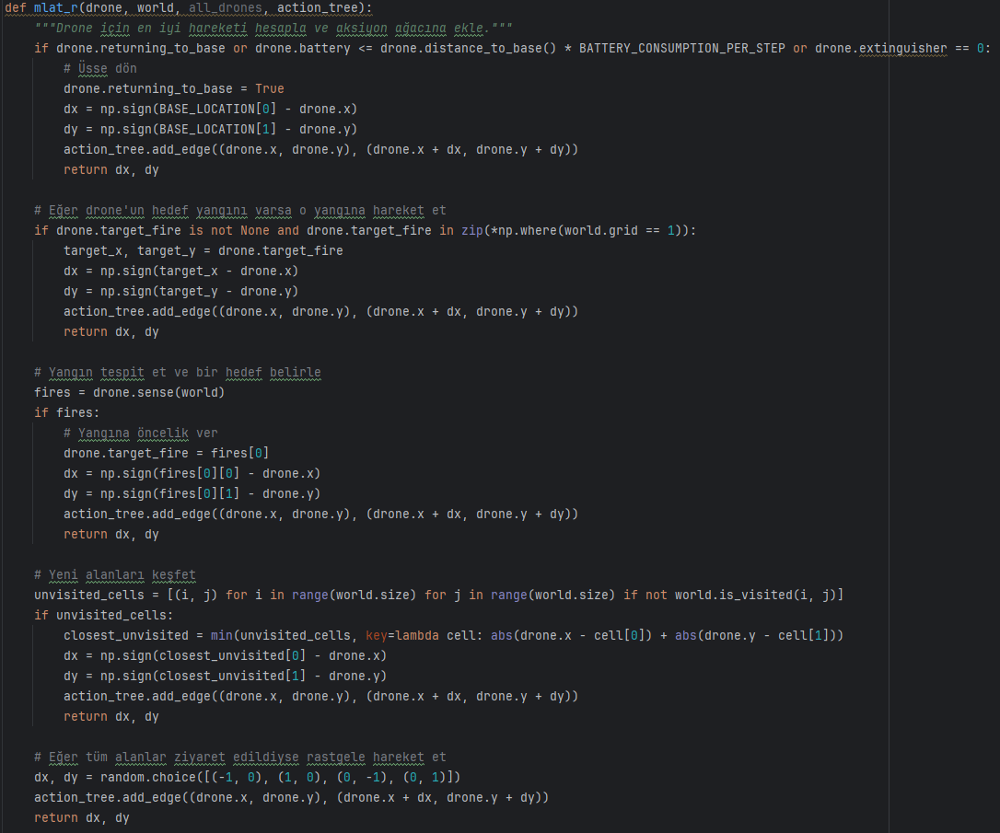 def mlat_r(drone, world, all_drones, action_tree):
    """Drone için en iyi hareketi hesapla ve aksiyon ağacına ekle."""
    if drone.returning_to_base or drone.battery <= drone.distance_to_base() * BATTERY_CONSUMPTION_PER_STEP or drone.extinguisher == 0:
        # Üsse dön
        drone.returning_to_base = True
        dx = np.sign(BASE_LOCATION[0] - drone.x)
        dy = np.sign(BASE_LOCATION[1] - drone.y)
        action_tree.add_edge((drone.x, drone.y), (drone.x + dx, drone.y + dy))
        return dx, dy

    # Eğer drone'un hedef yangını varsa o yangına hareket et
    if drone.target_fire is not None and drone.target_fire in zip(*np.where(world.grid == 1)):
        target_x, target_y = drone.target_fire
        dx = np.sign(target_x - drone.x)
        dy = np.sign(target_y - drone.y)
        action_tree.add_edge((drone.x, drone.y), (drone.x + dx, drone.y + dy))
        return dx, dy

    # Yangın tespit et ve bir hedef belirle
    fires = drone.sense(world)
    if fires:
        # Yangına öncelik ver
        drone.target_fire = fires[0]
        dx = np.sign(fires[0][0] - drone.x)
        dy = np.sign(fires[0][1] - drone.y)
        action_tree.add_edge((drone.x, drone.y), (drone.x + dx, drone.y + dy))
        return dx, dy

    # Yeni alanları keşfet
    unvisited_cells = [(i, j) for i in range(world.size) for j in range(world.size) if not world.is_visited(i, j)]
    if unvisited_cells:
        closest_unvisited = min(unvisited_cells, key=lambda cell: abs(drone.x - cell[0]) + abs(drone.y - cell[1]))
        dx = np.sign(closest_unvisited[0] - drone.x)
        dy = np.sign(closest_unvisited[1] - drone.y)
        action_tree.add_edge((drone.x, drone.y), (drone.x + dx, drone.y + dy))
        return dx, dy

    # Eğer tüm alanlar ziyaret edildiyse rastgele hareket et
    dx, dy = random.choice([(-1, 0), (1, 0), (0, -1), (0, 1)])
    action_tree.add_edge((drone.x, drone.y), (drone.x + dx, drone.y + dy))
    return dx, dy